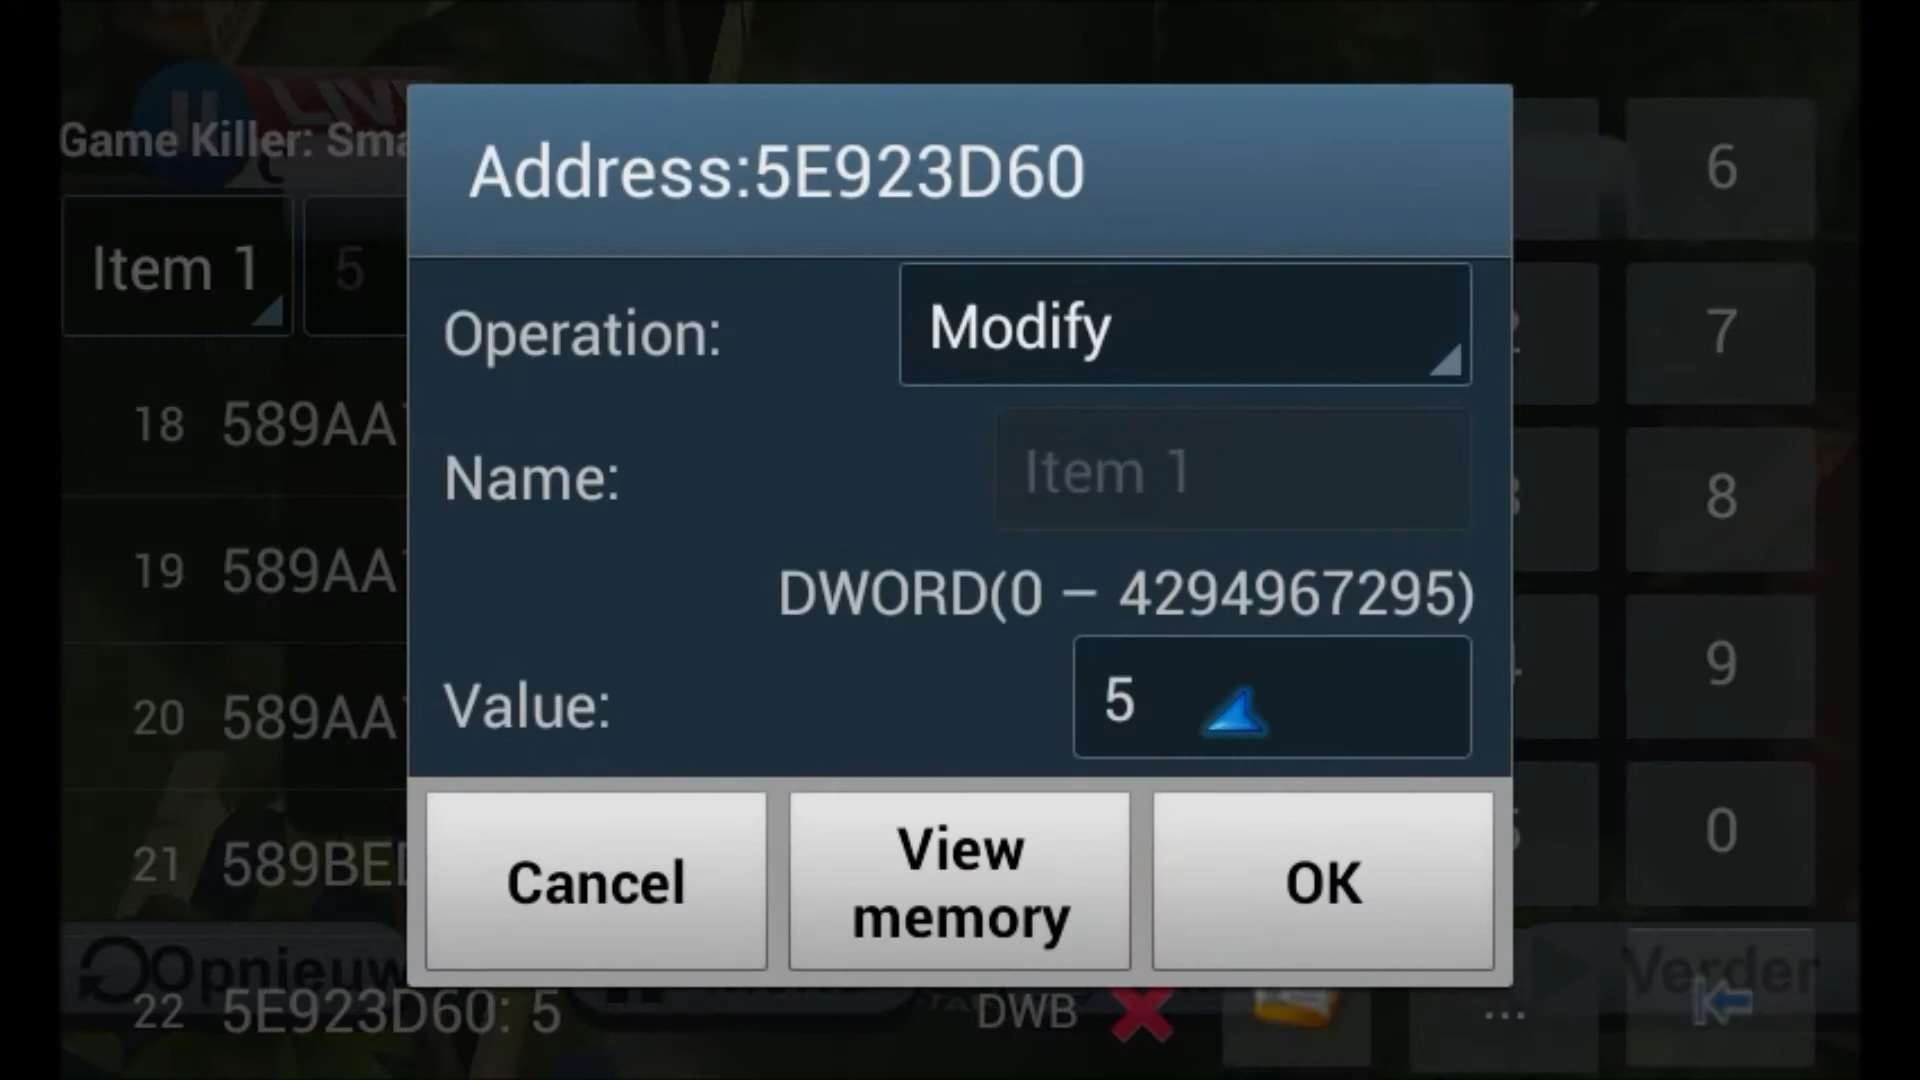 Address:5E923D60
Game Killer:
Item 1
5
Operation:
Modify
Name:
Item 1
DWORD(0 – 4294967295)
Value:
5
Cancel
View
memory
OK
18 589AA
19 589AA
20 589AA
21 589BE
22 5E923D60: 5
DWB
...
6
7
8
9
0
Opnieuw
Verder